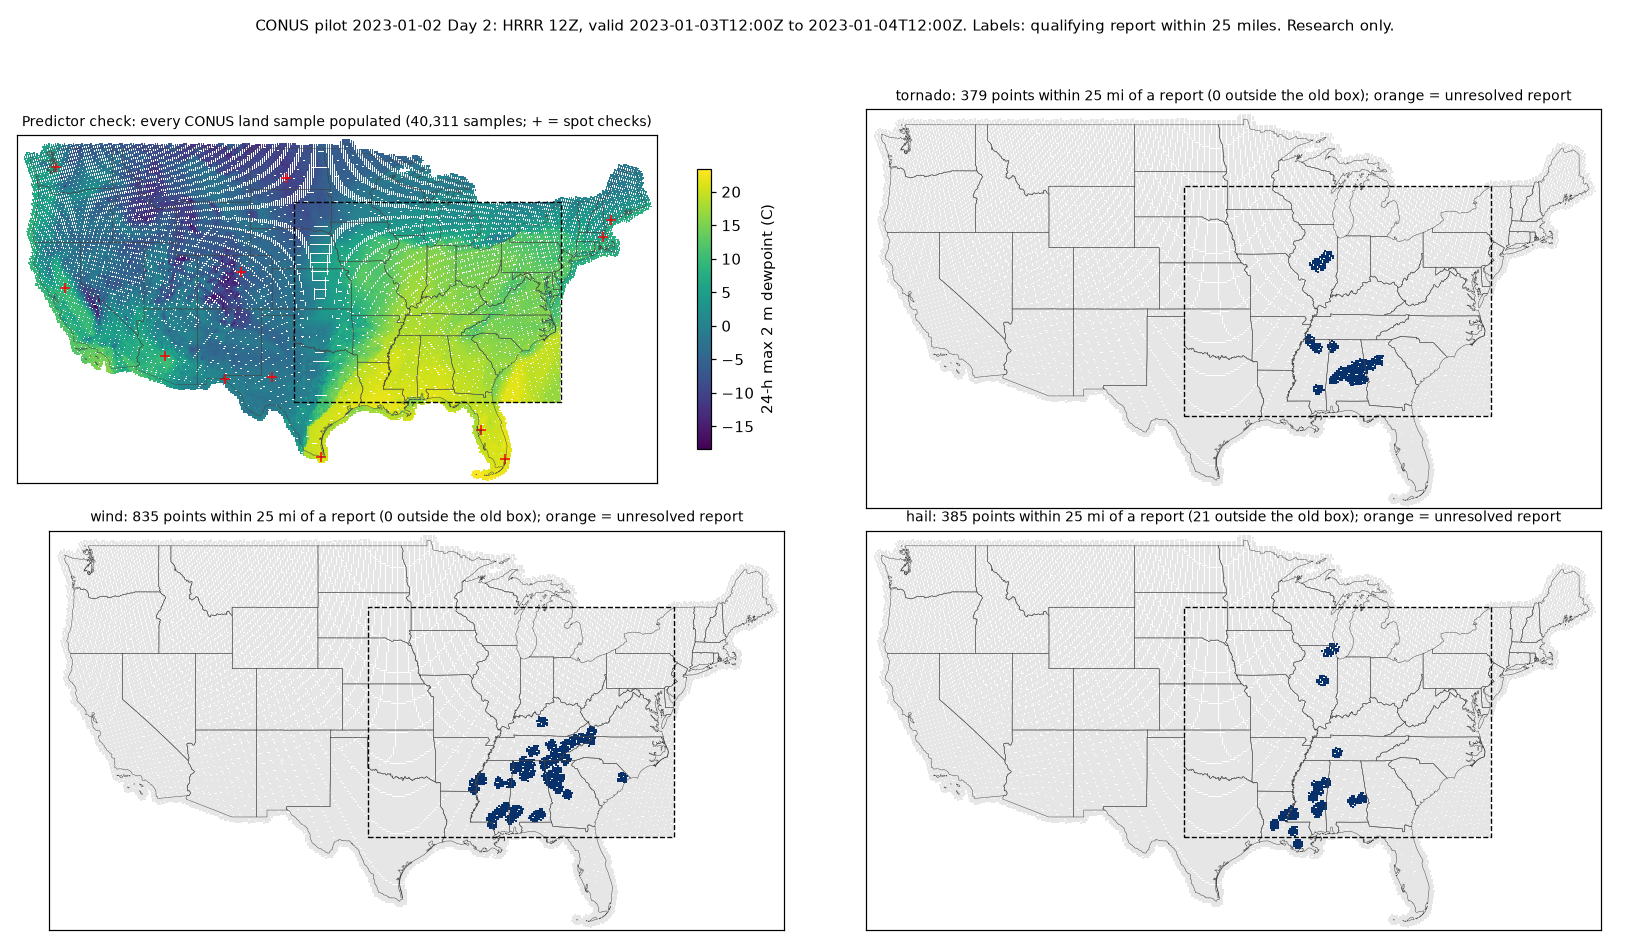 CONUS pilot 2023-01-02 Day 2: HRRR 12Z, valid 2023-01-03T12:00Z to 2023-01-04T12:00Z. Labels: qualifying report within 25 miles. Research only.
Predictor check: every CONUS land sample populated (40,311 samples; + = spot checks)
20
15
10
5
0
−5
−10
−15
24-h max 2 m dewpoint (C)
tornado: 379 points within 25 mi of a report (0 outside the old box); orange = unresolved report
wind: 835 points within 25 mi of a report (0 outside the old box); orange = unresolved report
hail: 385 points within 25 mi of a report (21 outside the old box); orange = unresolved report